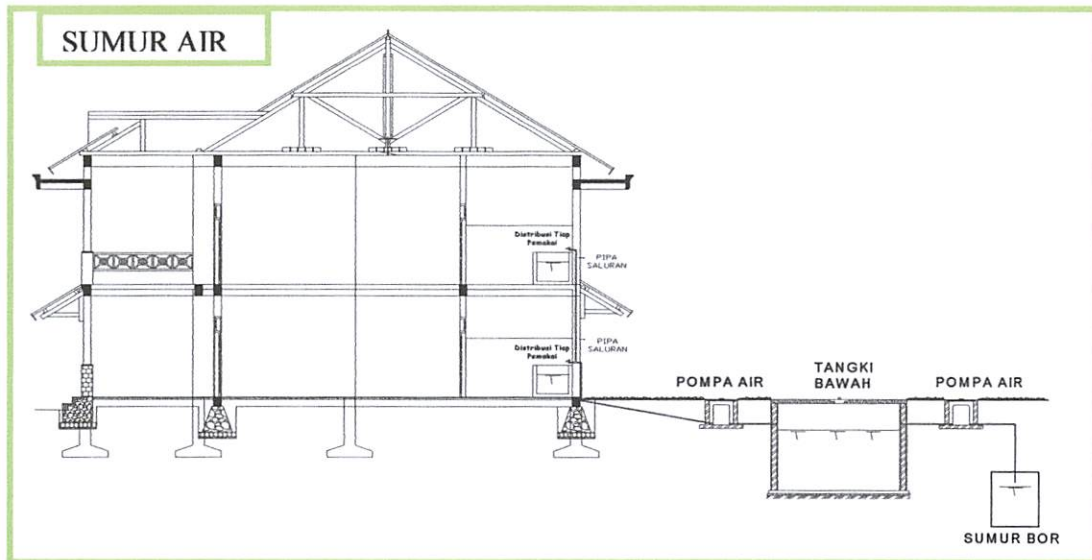 SUMUR AIR
Distribusi Tiap
Pemakai
PIPA
SALURAN
Distribusi Tiap
Pemakai
PIPA
SALURAN
POMPA AIR
TANGKI
BAWAH
POMPA AIR
SUMUR BOR